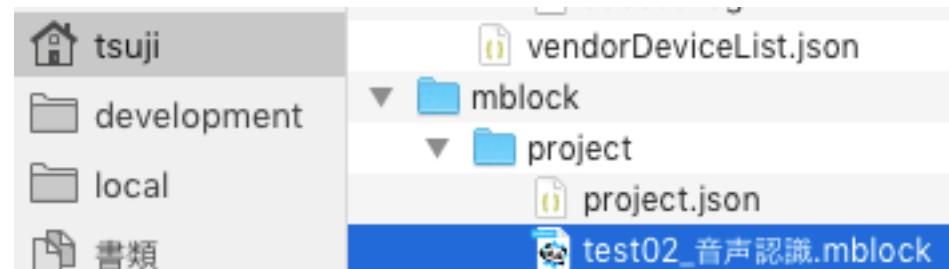 tsuji
development
local
書類
vendorDeviceList.json
mblock
project
project.json
test02_音声認識.mblock